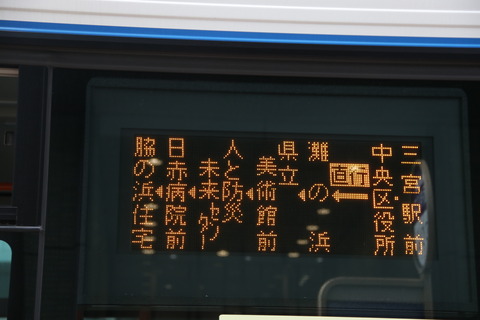 三宮駅前
中央区役所
直行
灘の浜
県立
美術館前
人と防災
未来センター
日赤病院前
脇の浜住宅